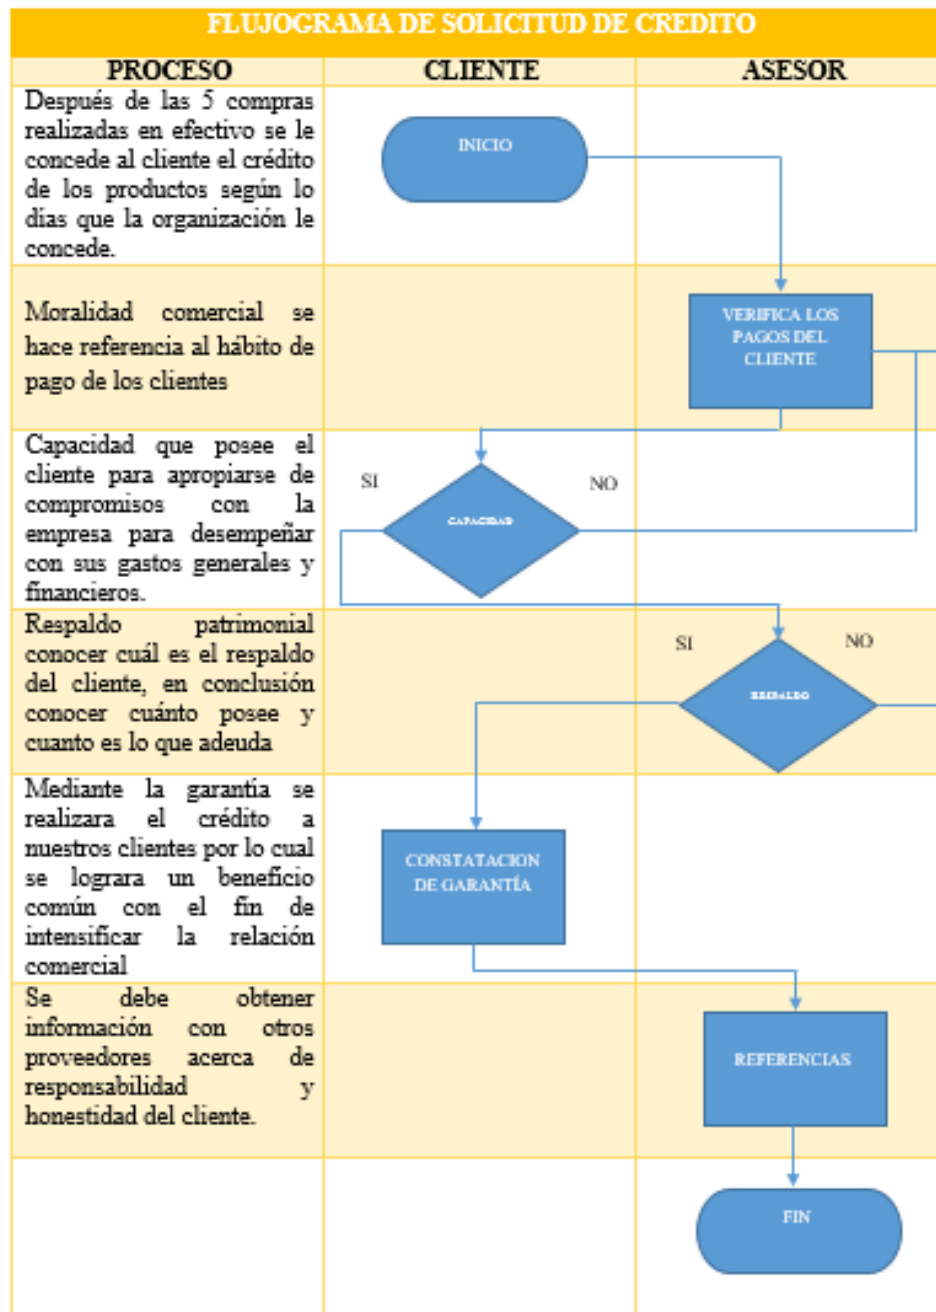 FLUJOGRAMA DE SOLICITUD DE CREDITO
PROCESO
CLIENTE
ASESOR
Después de las 5 compras
realizadas en efectivo se le
concede al cliente el crédito
de los productos según lo
días que la organización le
concede.
INICIO
Moralidad comercial se
hace referencia al hábito de
pago de los clientes
VERIFICA LOS
PAGOS DEL
CLIENTE
Capacidad que posee el
cliente para apropiarse de
compromisos con la
empresa para desempeñar
con sus gastos generales y
financieros.
SI
NO
CAPACIDAD
Respaldo patrimonial
conocer cuál es el respaldo
del cliente, en conclusión
conocer cuánto posee y
cuanto es lo que adeuda
SI
NO
RESPALDO
Mediante la garantía se
realizara el crédito a
nuestros clientes por lo cual
se lograra un beneficio
común con el fin de
intensificar la relación
comercial
CONSTATACION
DE GARANTÍA
Se debe obtener
información con otros
proveedores acerca de
responsabilidad y
honestidad del cliente.
REFERENCIAS
FIN